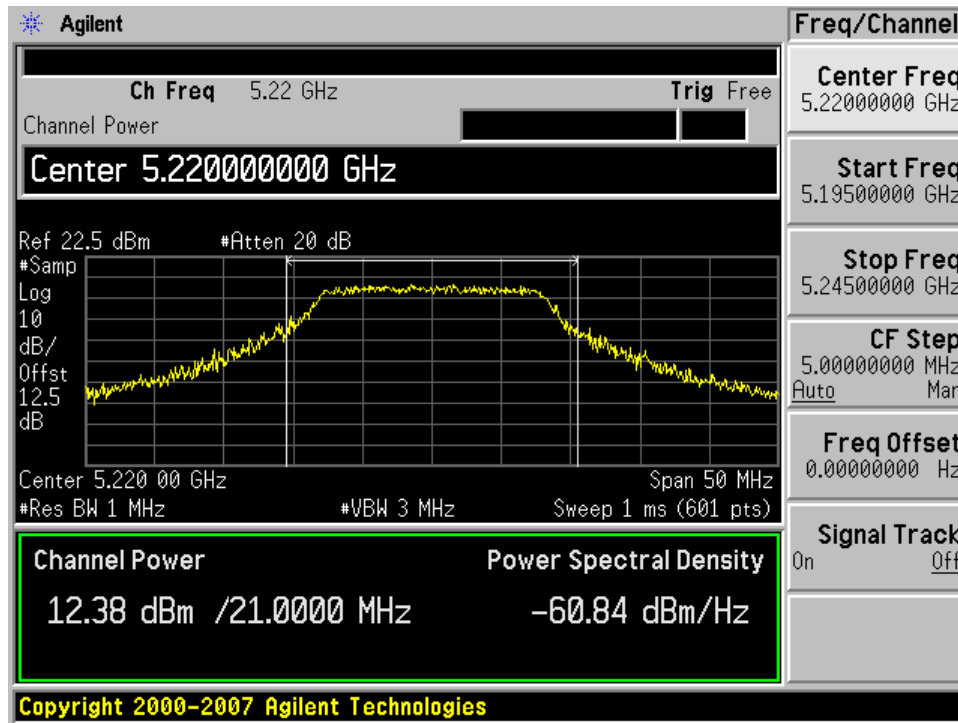 Agilent
Freq/Channel
Ch Freq 5.22 GHz Trig Free
Channel Power
Center 5.220000000 GHz
Ref 22.5 dBm #Atten 20 dB
#Samp
Log
10
dB/
Offst
12.5
dB
Center 5.220 00 GHz Span 50 MHz
#Res BW 1 MHz #VBW 3 MHz Sweep 1 ms (601 pts)
Channel Power Power Spectral Density
12.38 dBm /21.0000 MHz -60.84 dBm/Hz
Copyright 2000-2007 Agilent Technologies
Center Freq
5.22000000 GHz
Start Freq
5.19500000 GHz
Stop Freq
5.24500000 GHz
CF Step
5.00000000 MHz
Auto Man
Freq Offset
0.00000000 Hz
Signal Track
On Off